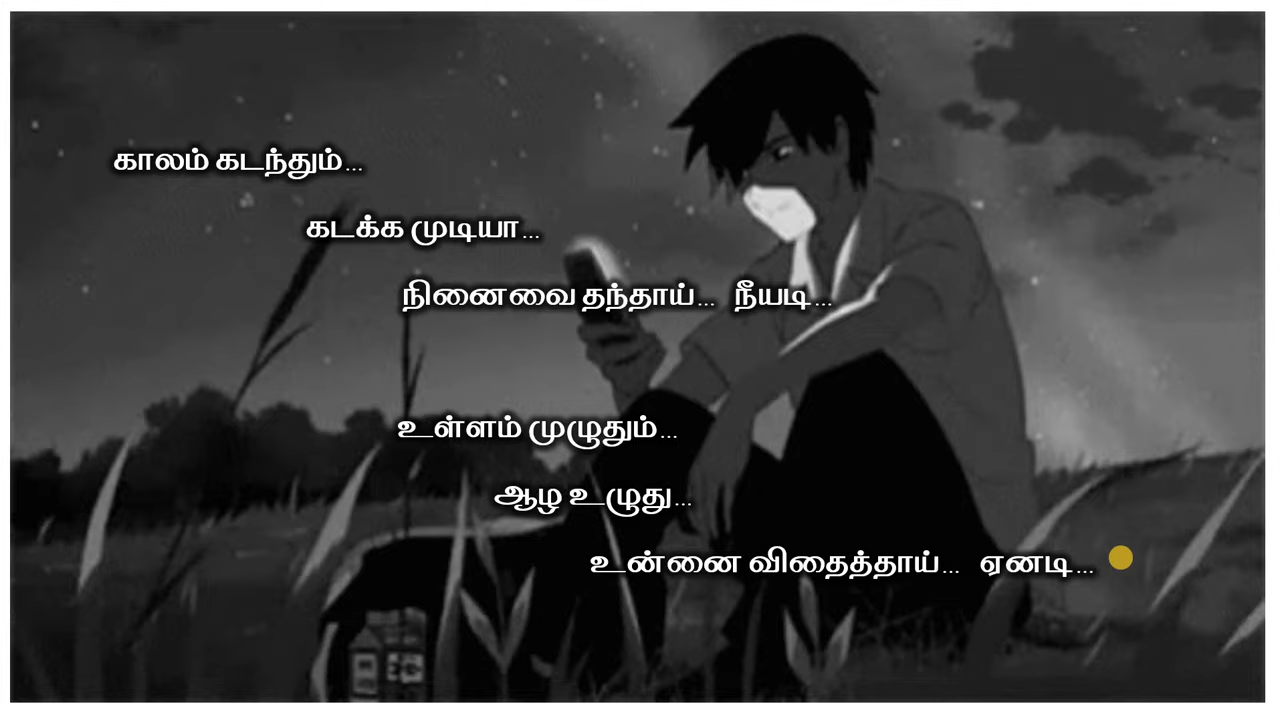 காலம் கடந்தும்...
கடக்க முடியா...
நினைவை தந்தாய்... நீயடி...
உள்ளம் முழுதும்...
ஆழ உழுது...
உன்னை விதைத்தாய்... ஏனடி...